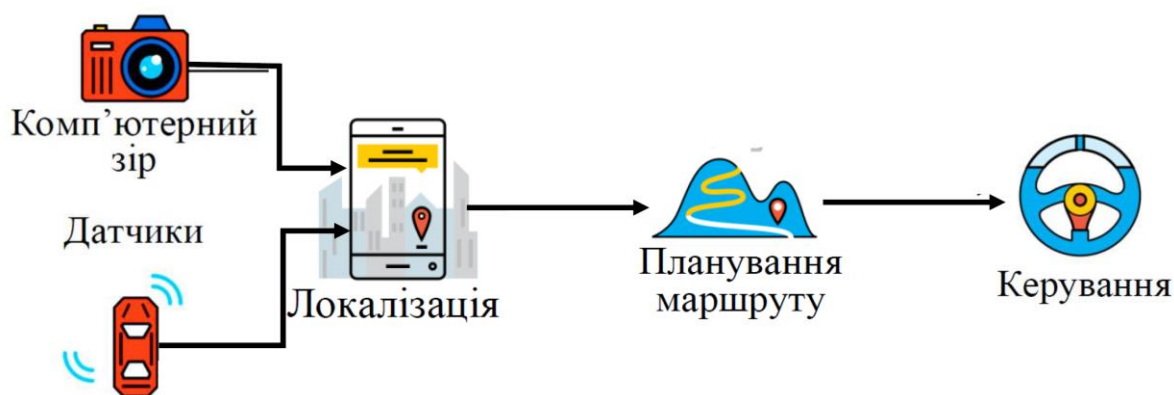 Комп’ютерний
зір
Датчики
Локалізація
Планування
маршруту
Керування